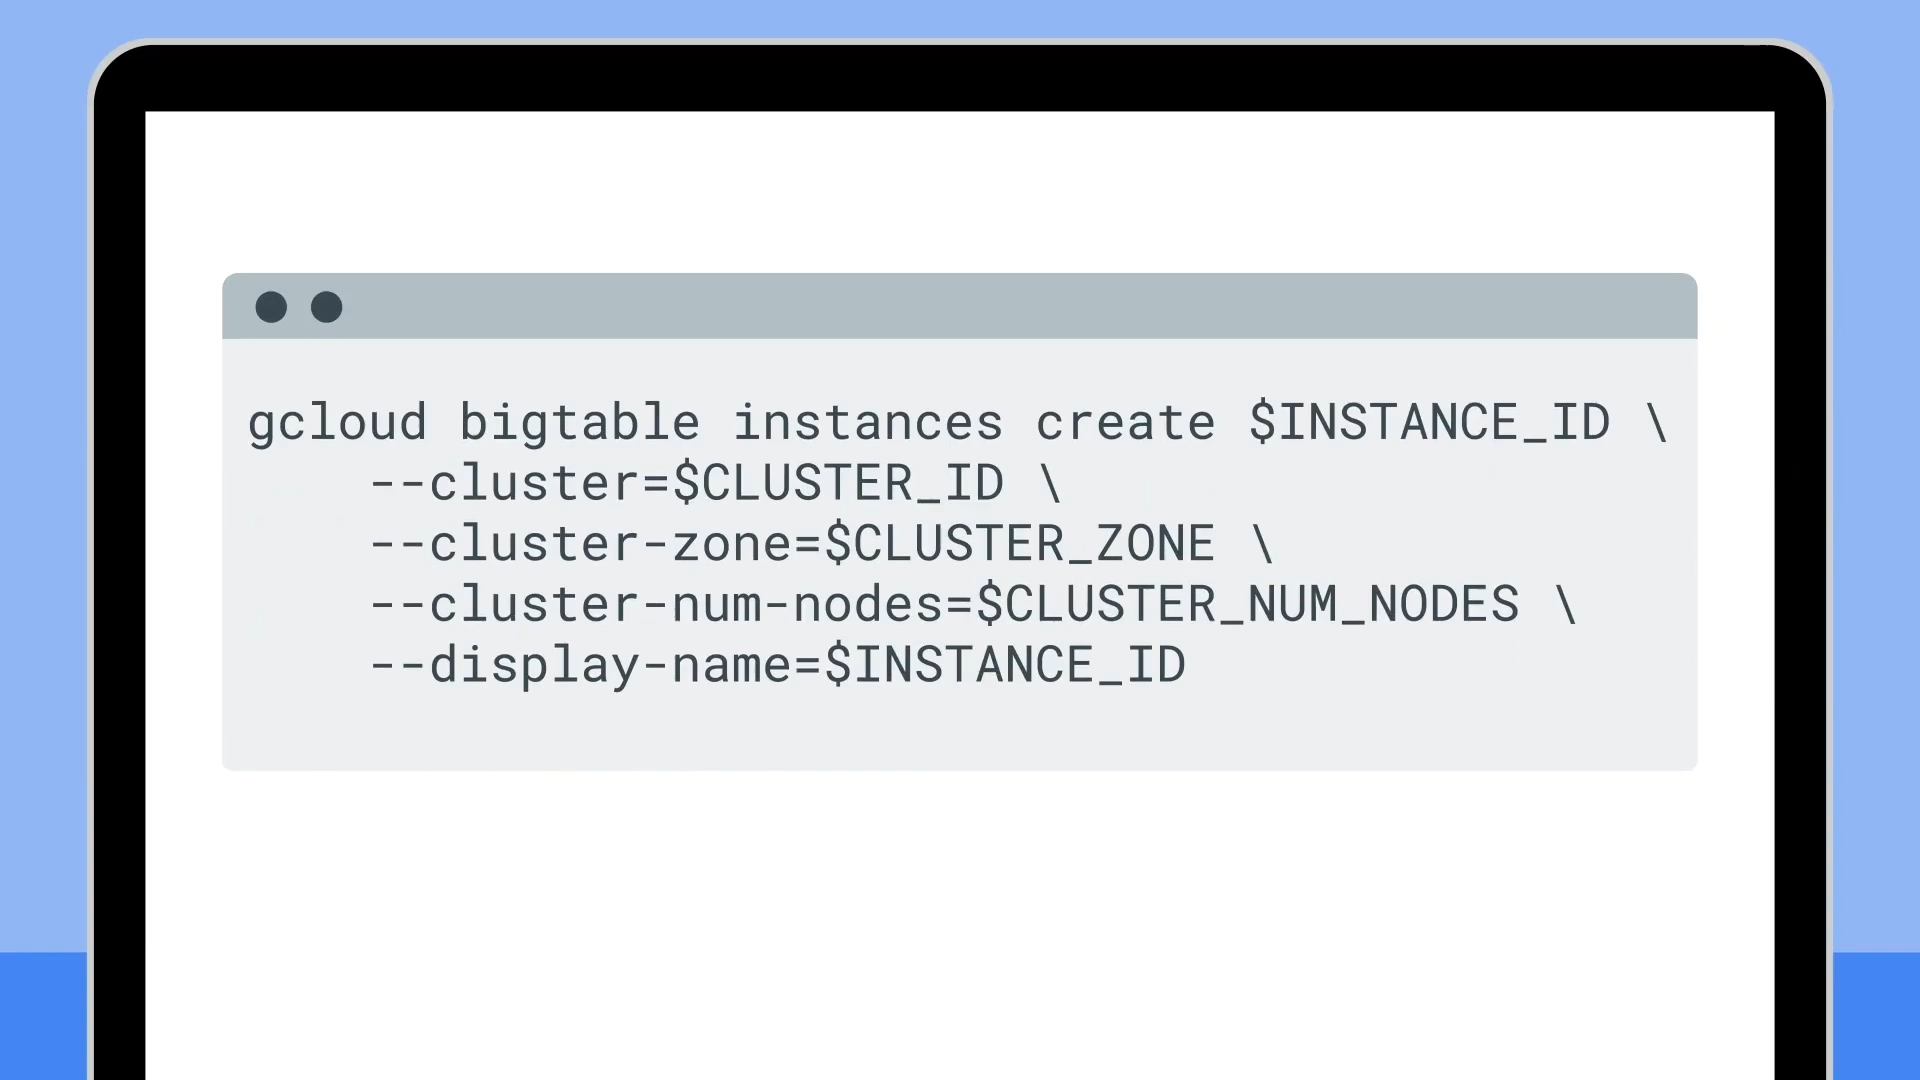 gcloud bigtable instances create $INSTANCE_ID \
    --cluster=$CLUSTER_ID \
    --cluster-zone=$CLUSTER_ZONE \
    --cluster-num-nodes=$CLUSTER_NUM_NODES \
    --display-name=$INSTANCE_ID